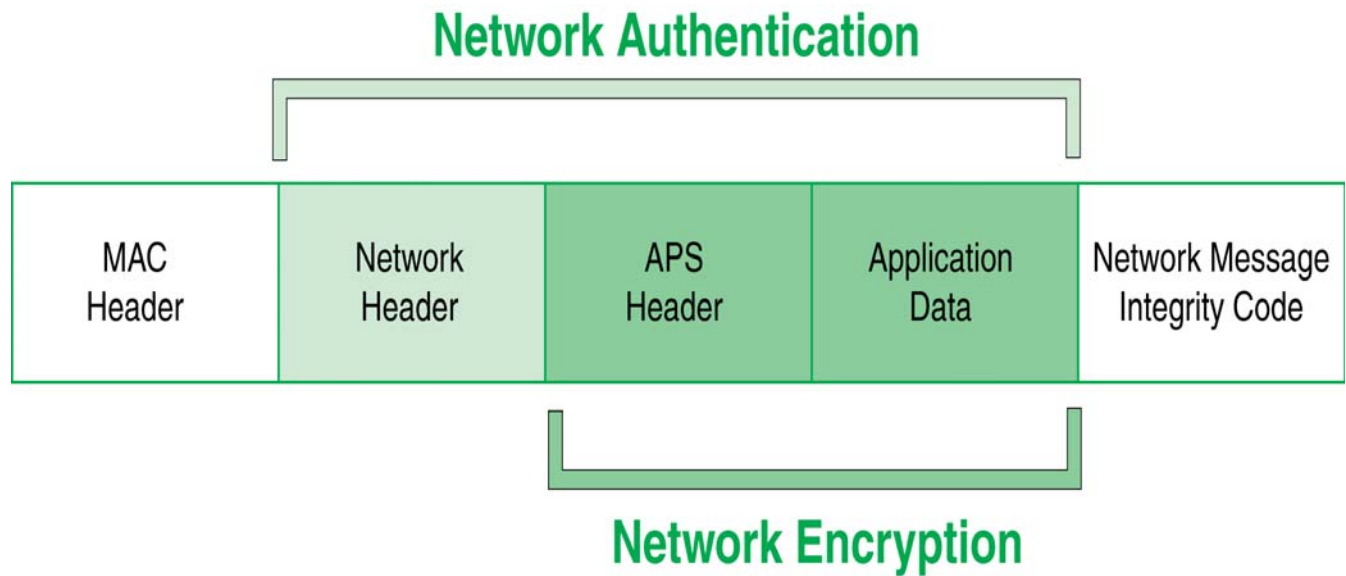 Network Authentication
MAC
Header
Network
Header
APS
Header
Application
Data
Network Message
Integrity Code
Network Encryption